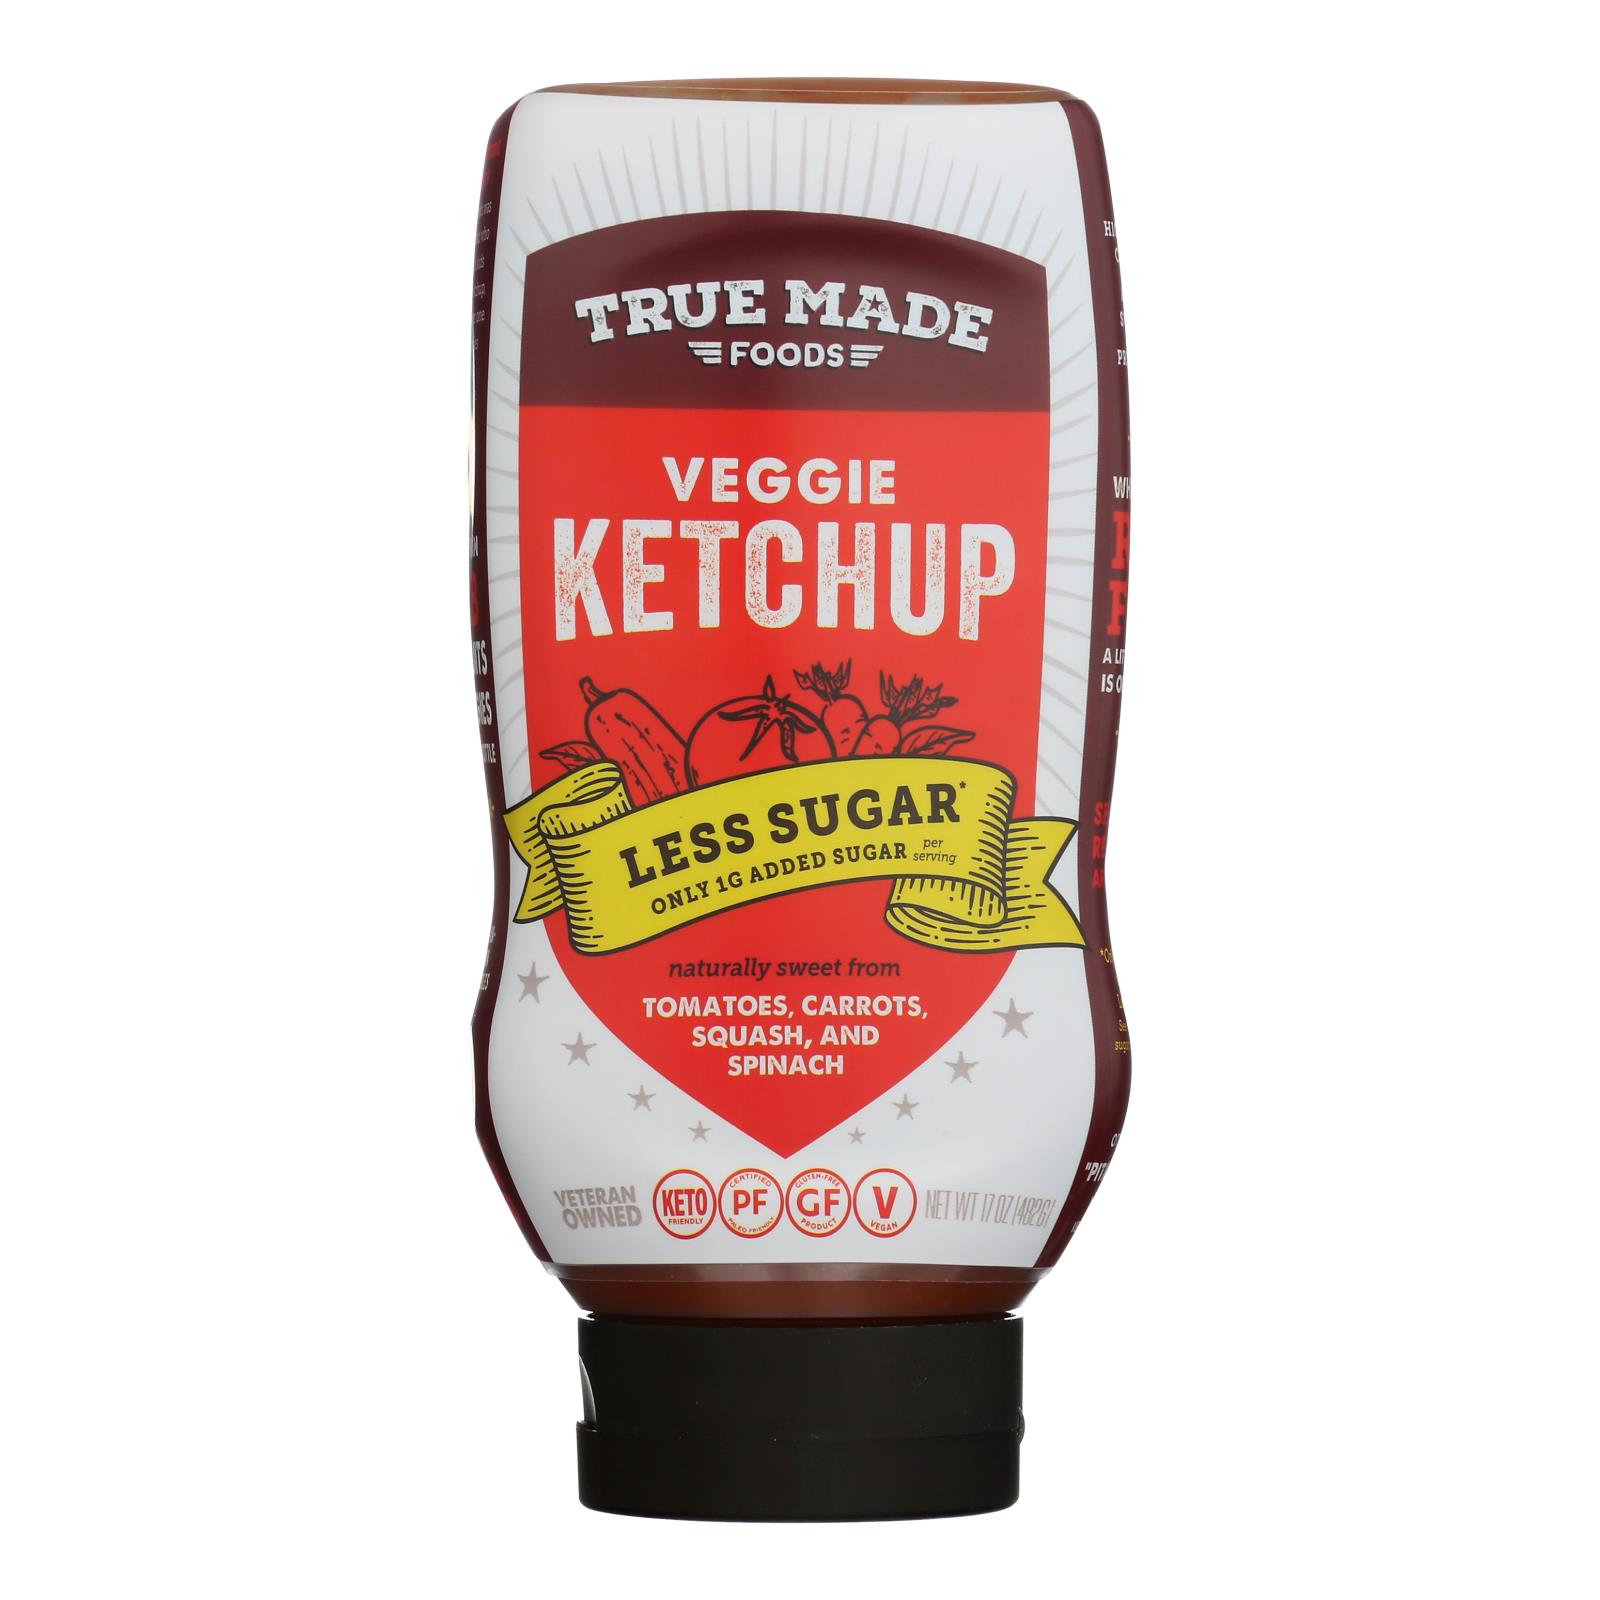 TRUE MADE
FOODS
VEGGIE
KETCHUP
LESS SUGAR*
ONLY 1G ADDED SUGAR per serving
naturally sweet from
TOMATOES, CARROTS,
SQUASH, AND
SPINACH
VETERAN
OWNED
KETO
FRIENDLY
CERTIFIED
PF
PALEO FRIENDLY
GLUTEN-FREE
GF
PRODUCT
V
VEGAN
NET WT 17 OZ (482G)